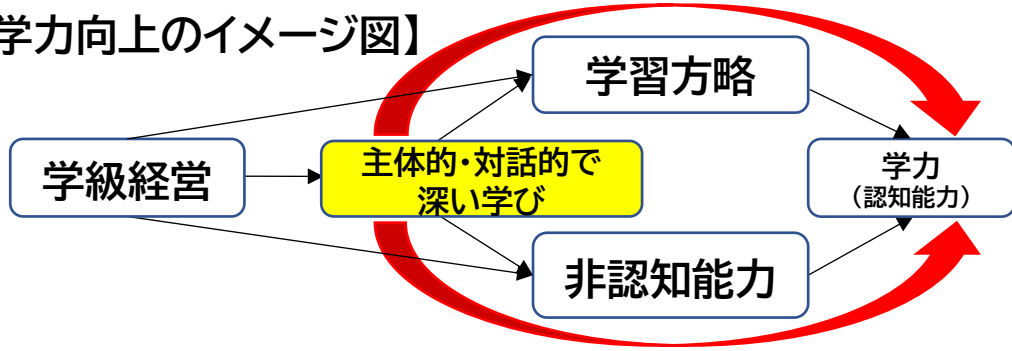 学力向上のイメージ図】
学習方略
学級経営
主体的・対話的で
深い学び
学力
（認知能力）
非認知能力